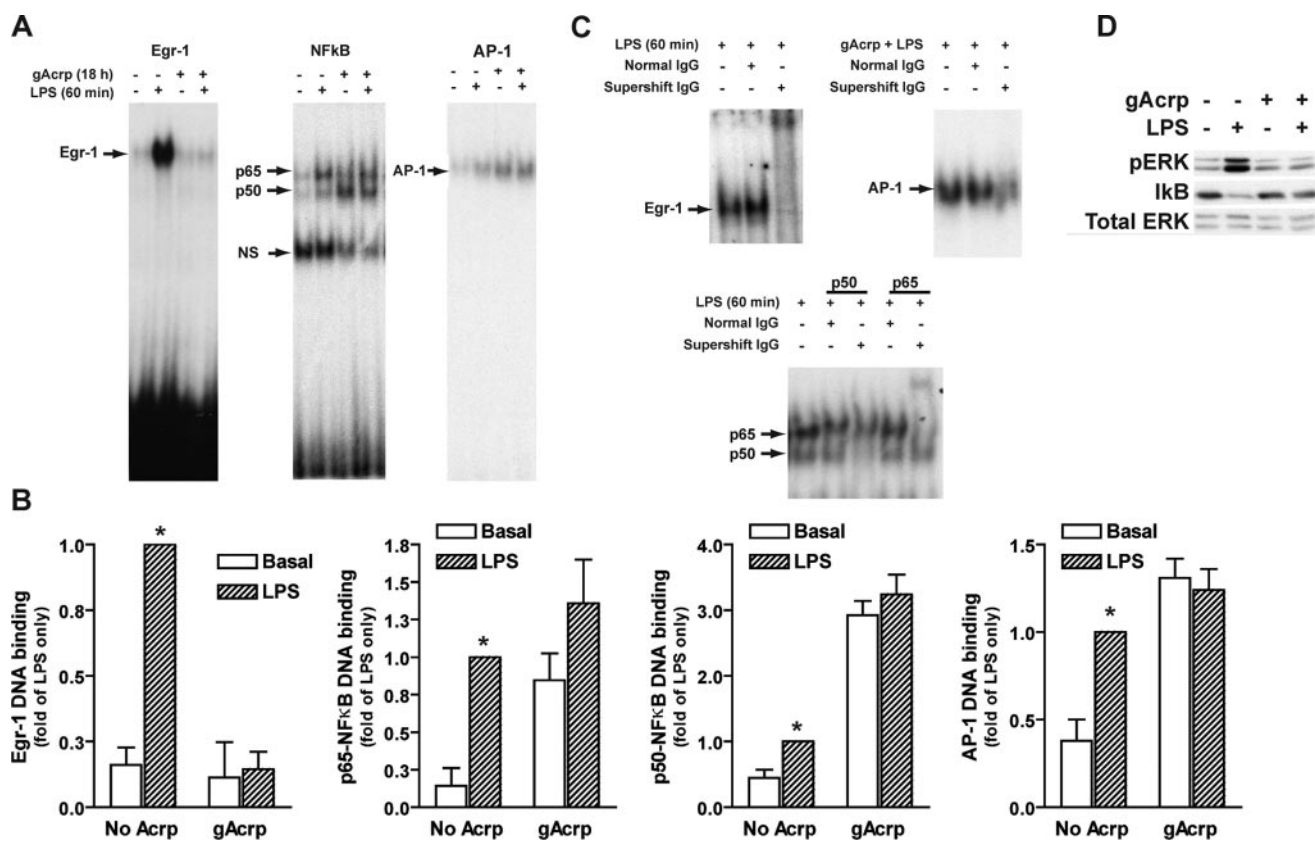 A
Egr-1 NFkB AP-1
gAcrp (18 h) - - + + - - + + - - + +
LPS (60 min) - + - + - + - + - + - +
Egr-1
p65
p50
NS
AP-1
C
LPS (60 min) + + +
Normal IgG - + -
Supershift IgG - - +
Egr-1
gAcrp + LPS + + +
Normal IgG - + -
Supershift IgG - - +
AP-1
p50 p65
LPS (60 min) + + + + +
Normal IgG - + - + -
Supershift IgG - - + - +
p65
p50
D
gAcrp - - + +
LPS - + - +
pERK
IkB
Total ERK
B
Egr-1 DNA binding
(fold of LPS only)
1.0
0.8
0.5
0.3
0.0
*
Basal
LPS
No Acrp gAcrp
p65-NFκB DNA binding
(fold of LPS only)
1.8
1.5
1.3
1.0
0.8
0.5
0.3
0.0
*
Basal
LPS
No Acrp gAcrp
p50-NFκB DNA binding
(fold of LPS only)
4.0
3.0
2.0
1.0
0.0
*
Basal
LPS
No Acrp gAcrp
AP-1 DNA binding
(fold of LPS only)
1.5
1.0
0.5
0.0
*
Basal
LPS
No Acrp gAcrp